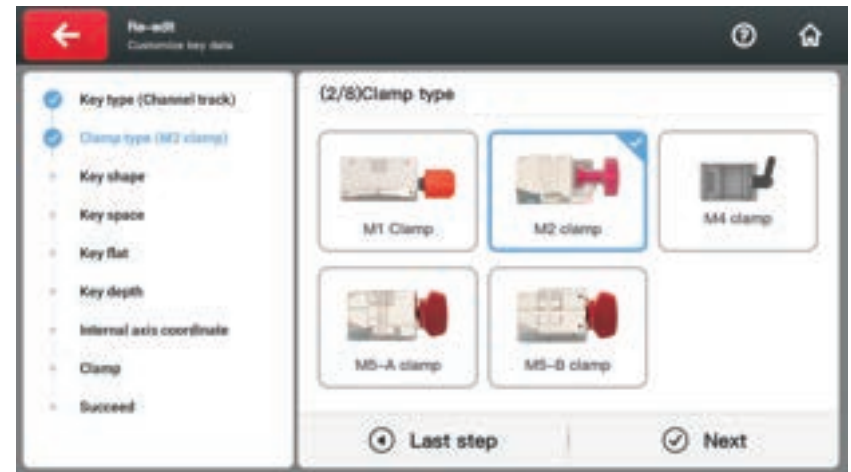 Re-edit
Customise key data
Key type (Channel track)
Clamp type (M2 clamp)
Key shape
Key space
Key flat
Key depth
Internal axis coordinate
Clamp
Succeed
(2/8)Clamp type
M1 Clamp
M2 clamp
M4 clamp
M5-A clamp
M5-B clamp
Last step
Next